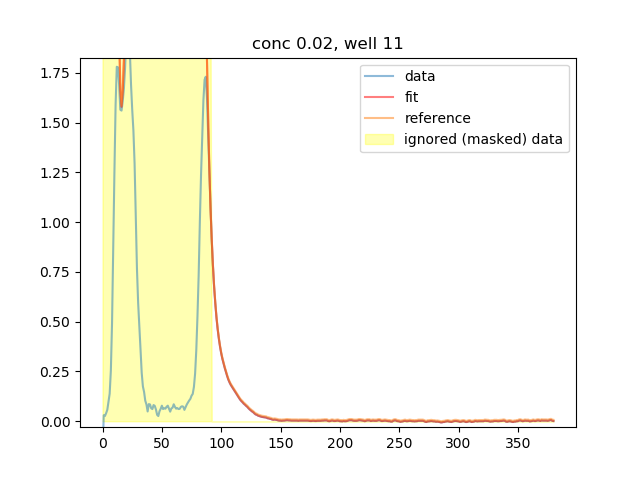 conc 0.02, well 11
data
fit
reference
ignored (masked) data
1.75
1.50
1.25
1.00
0.75
0.50
0.25
0.00
0 50 100 150 200 250 300 350